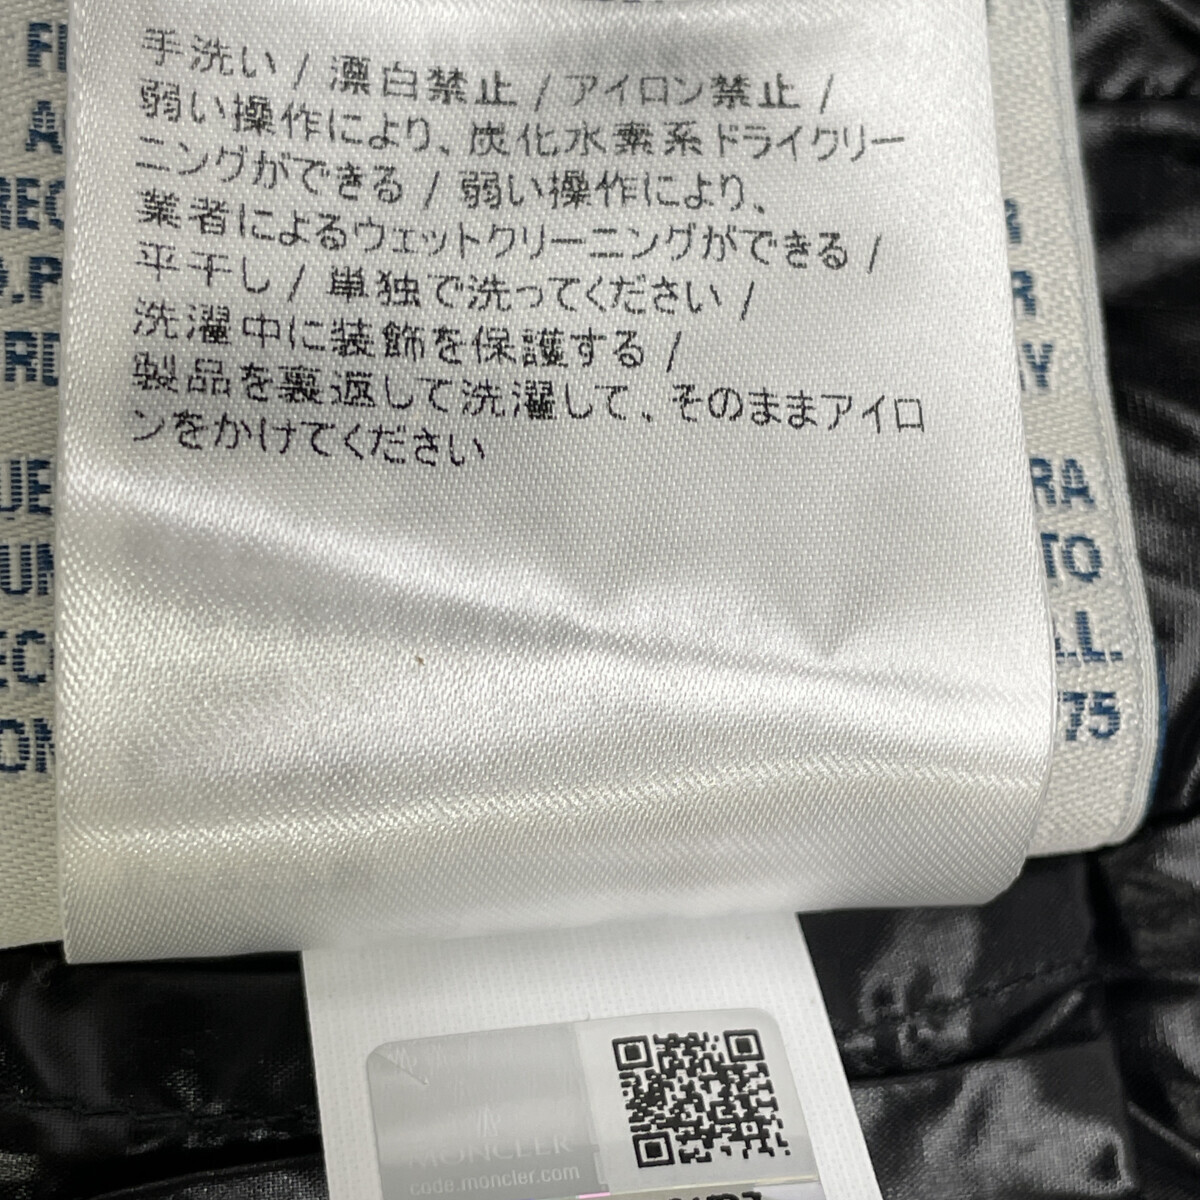 手洗い / 漂白禁止 / アイロン禁止 /
弱い操作により、炭化水素系ドライクリー
ニングができる / 弱い操作により、
業者によるウェットクリーニングができる /
平干し / 単独で洗ってください /
洗濯中に装飾を保護する /
製品を裏返して洗濯して、そのままアイロ
ンをかけてください
RA
TO
L.L.
75
MONCLER
code.moncler.com